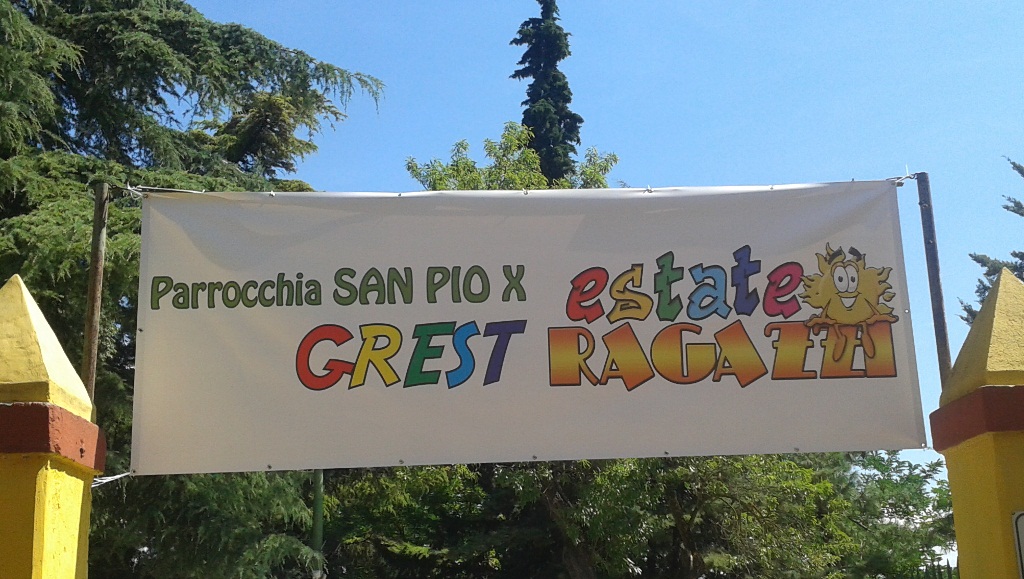 Parrocchia SAN PIO X
GREST
estate
RAGAZZI